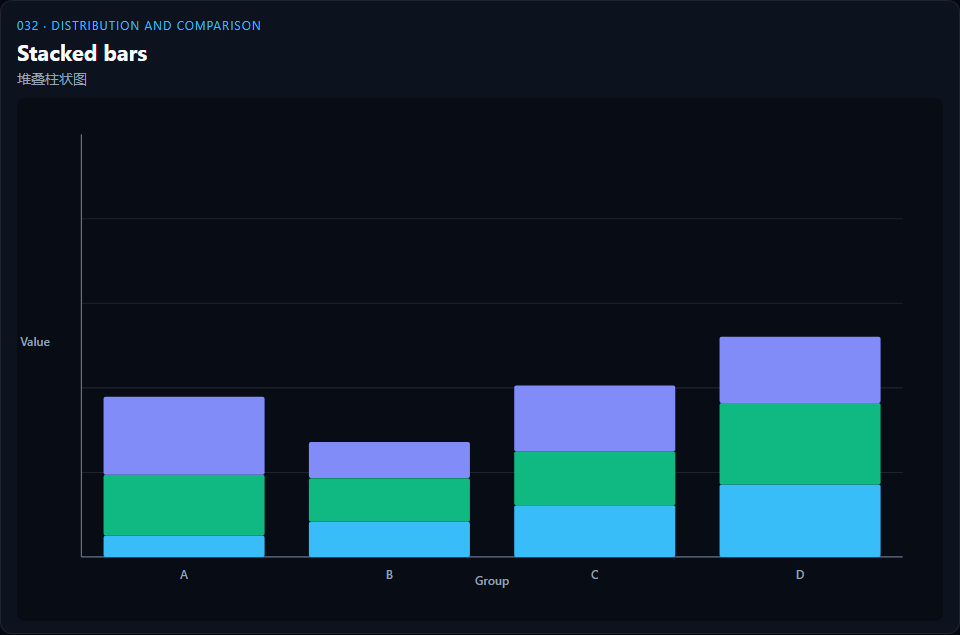 032 · DISTRIBUTION AND COMPARISON
Stacked bars
堆叠柱状图
Value
A
B
C
D
Group